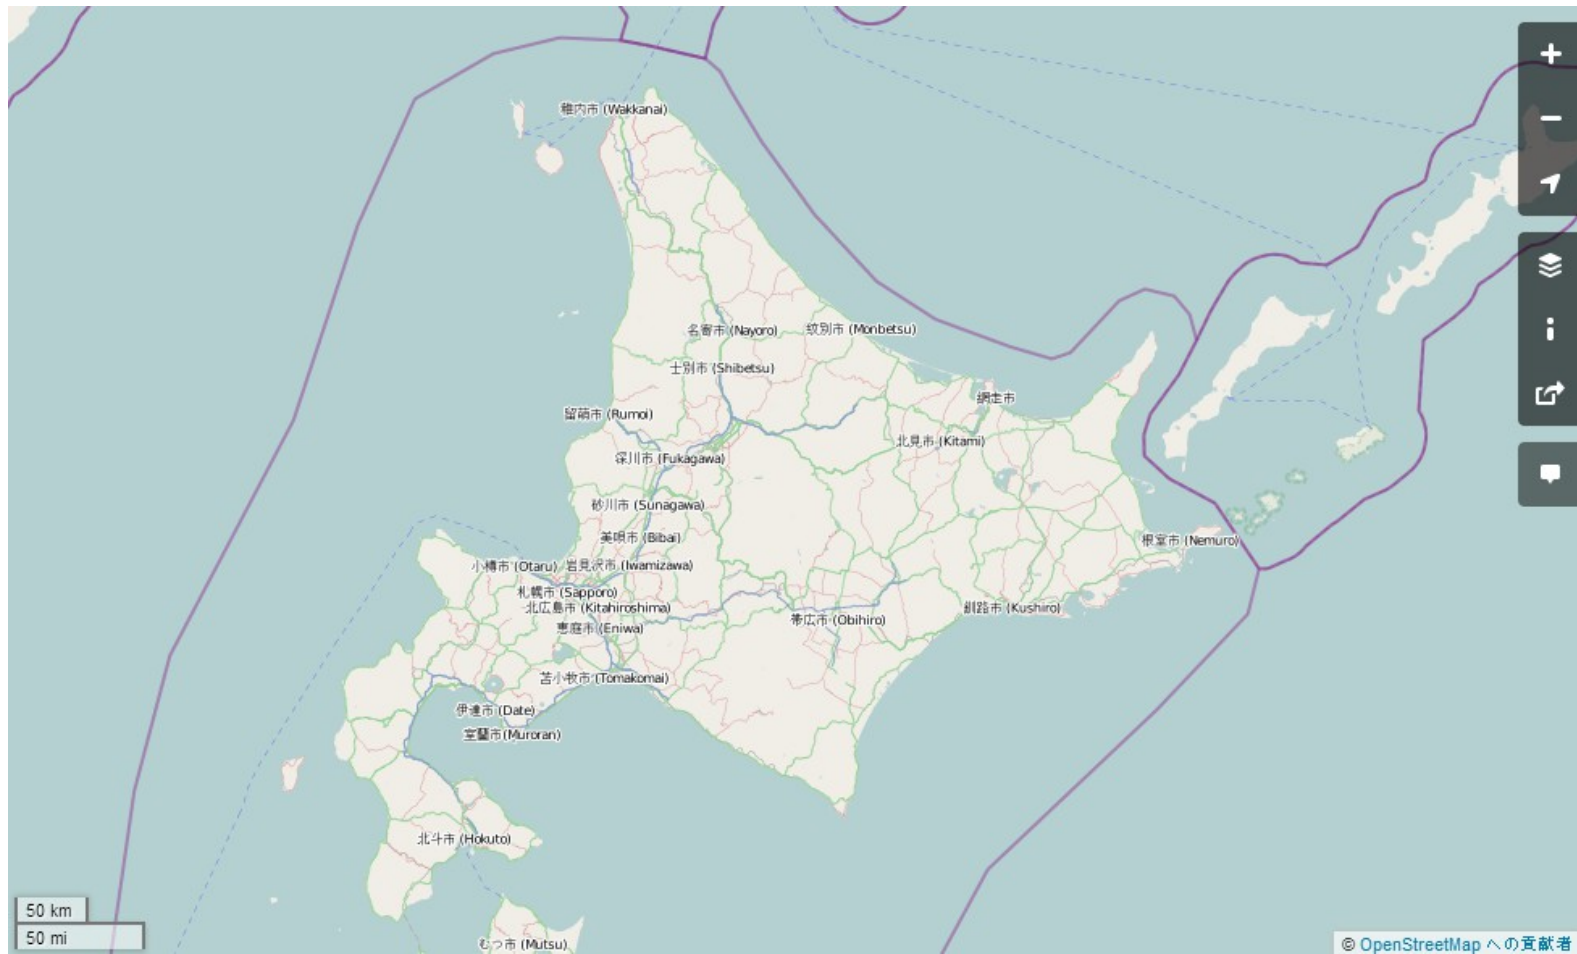 稚内市 (Wakkanai)
名寄市 (Nayoro)
紋別市 (Monbetsu)
士別市 (Shibetsu)
網走市
留萌市 (Rumoi)
北見市 (Kitami)
深川市 (Fukagawa)
砂川市 (Sunagawa)
美唄市 (Bibai)
根室市 (Nemuro)
小樽市 (Otaru)
岩見沢市 (Iwamizawa)
札幌市 (Sapporo)
北広島市 (Kitahiroshima)
釧路市 (Kushiro)
帯広市 (Obihiro)
恵庭市 (Eniwa)
苫小牧市 (Tomakomai)
伊達市 (Date)
室蘭市(Muroran)
北斗市 (Hokuto)
50 km
50 mi
むつ市 (Mutsu)
© OpenStreetMap への貢献者